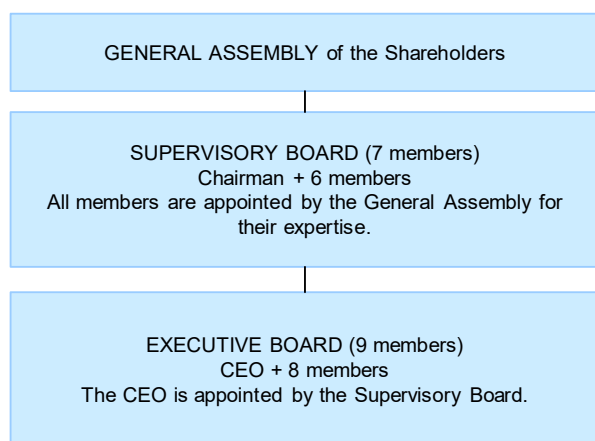 GENERAL ASSEMBLY of the Shareholders
SUPERVISORY BOARD (7 members)
Chairman + 6 members
All members are appointed by the General Assembly for
their expertise.
EXECUTIVE BOARD (9 members)
CEO + 8 members
The CEO is appointed by the Supervisory Board.